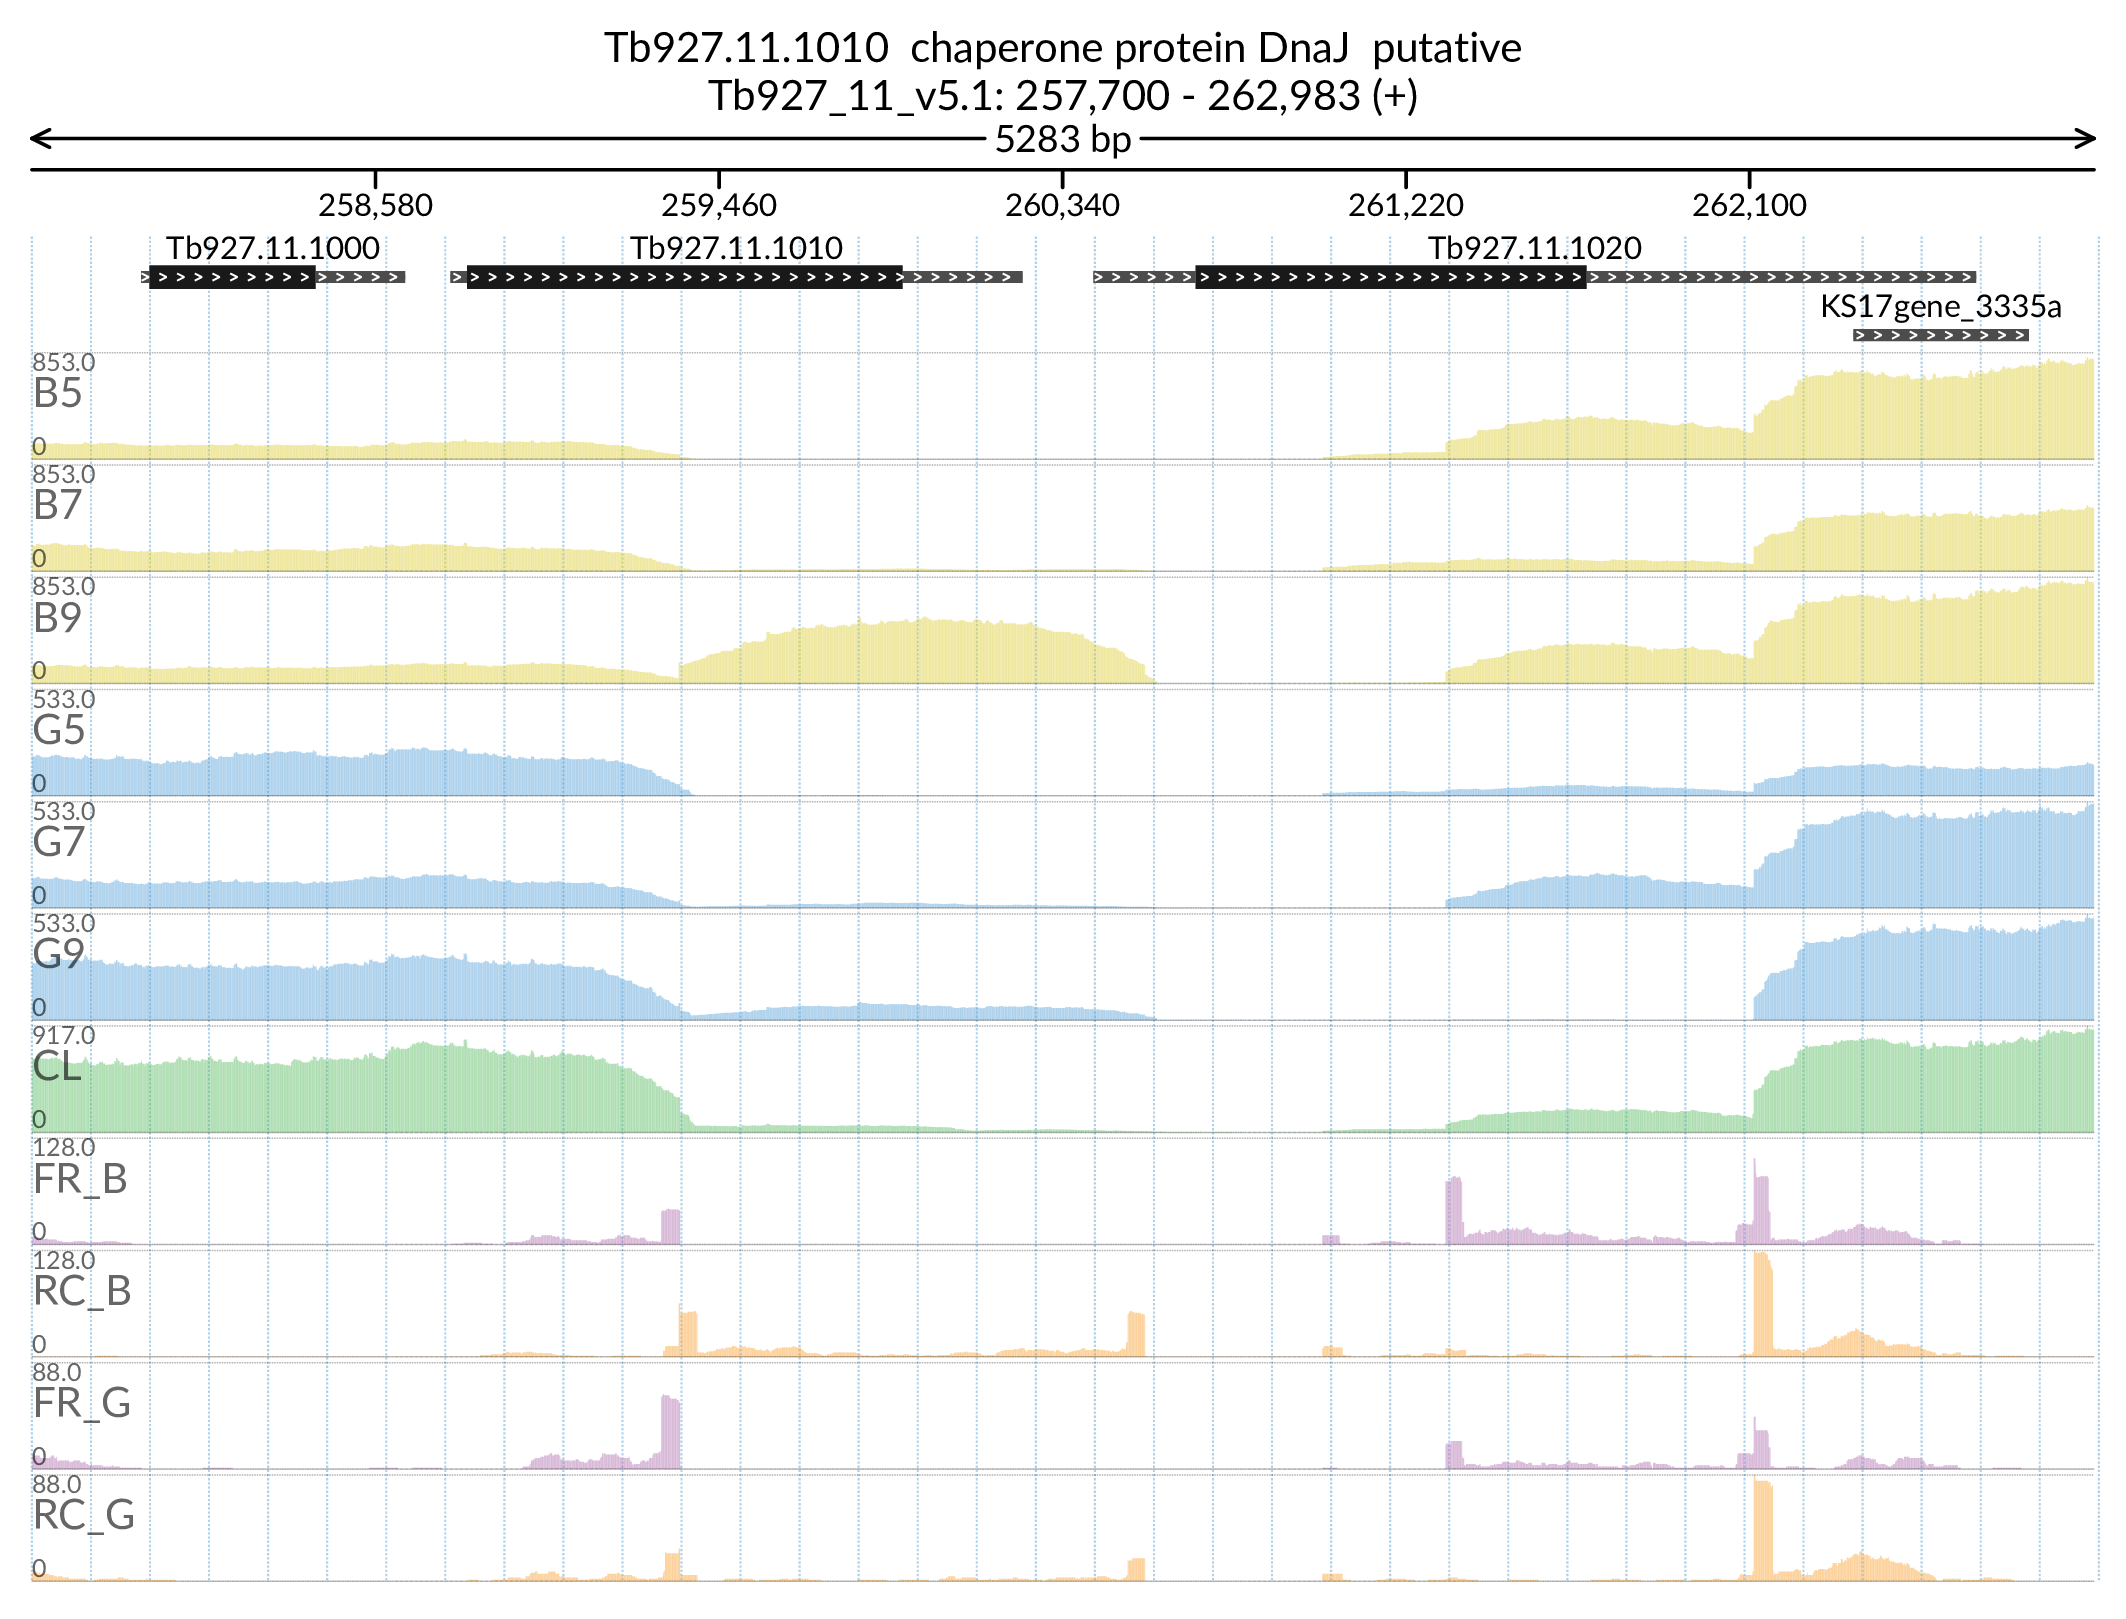 Tb927.11.1010  chaperone protein DnaJ  putative
Tb927_11_v5.1: 257,700 - 262,983 (+)
5283 bp
258,580 259,460 260,340 261,220 262,100
Tb927.11.1000 Tb927.11.1010 Tb927.11.1020
KS17gene_3335a
853.0
B5
0
853.0
B7
0
853.0
B9
0
533.0
G5
0
533.0
G7
0
533.0
G9
0
917.0
CL
0
128.0
FR_B
0
128.0
RC_B
0
88.0
FR_G
0
88.0
RC_G
0